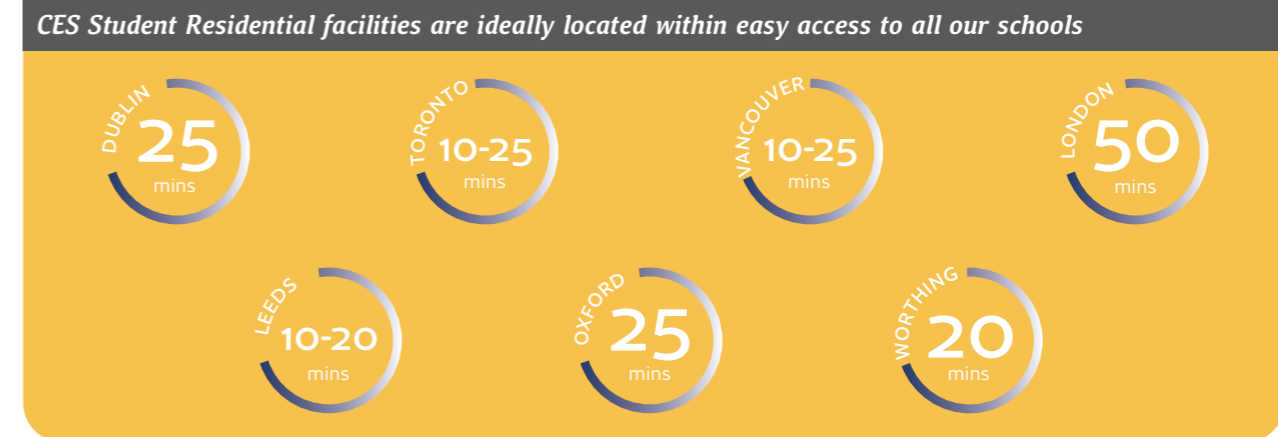 CES Student Residential facilities are ideally located within easy access to all our schools
DUBLIN
25
mins
TORONTO
10-25
mins
VANCOUVER
10-25
mins
LONDON
50
mins
LEEDS
10-20
mins
OXFORD
25
mins
WORTHING
20
mins